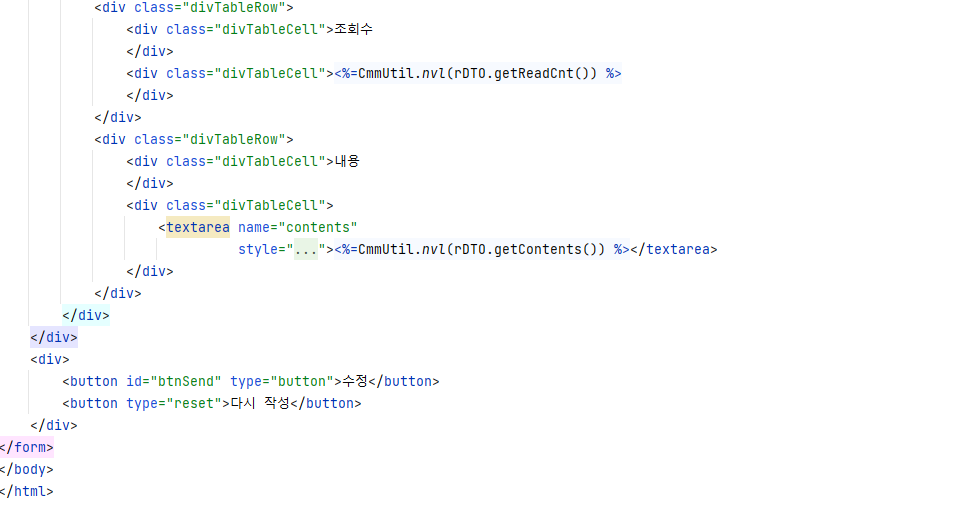 <div class="divTableRow">
<div class="divTableCell">조회수
</div>
<div class="divTableCell"><%=CmmUtil.nvl(rDTO.getReadCnt()) %>
</div>
</div>
<div class="divTableRow">
<div class="divTableCell">내용
</div>
<div class="divTableCell">
<textarea name="contents"
style="..."><%=CmmUtil.nvl(rDTO.getContents()) %></textarea>
</div>
</div>
</div>
</div>
<div>
<button id="btnSend" type="button">수정</button>
<button type="reset">다시 작성</button>
</div>
</form>
</body>
</html>